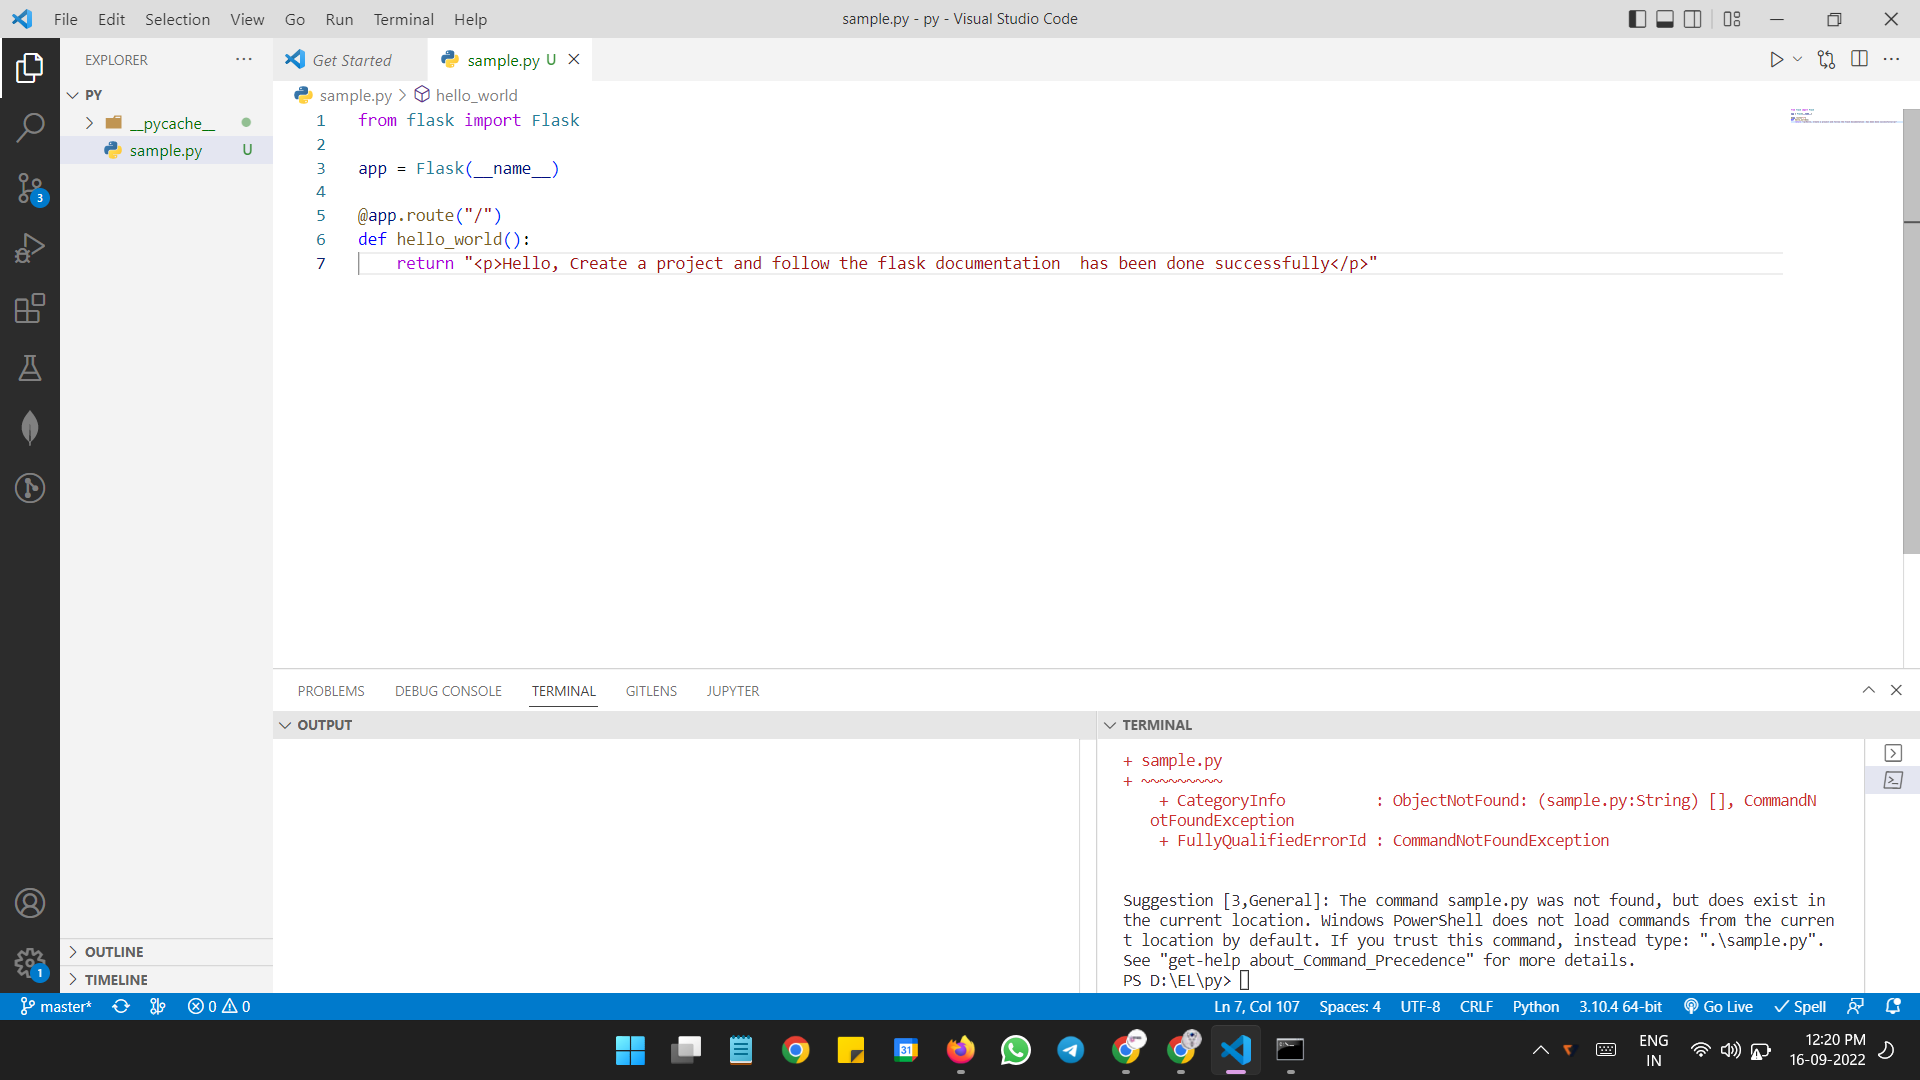 File Edit Selection View Go Run Terminal Help
sample.py - py - Visual Studio Code
EXPLORER
PY
__pycache__
sample.py U
Get Started
sample.py U
sample.py > hello_world
1 from flask import Flask
2
3 app = Flask(__name__)
4
5 @app.route("/")
6 def hello_world():
7     return "<p>Hello, Create a project and follow the flask documentation  has been done successfully</p>"
3
1
OUTLINE
TIMELINE
PROBLEMS DEBUG CONSOLE TERMINAL GITLENS JUPYTER
OUTPUT
TERMINAL
+ sample.py
+ ~~~~~~~~~
    + CategoryInfo          : ObjectNotFound: (sample.py:String) [], CommandN
   otFoundException
    + FullyQualifiedErrorId : CommandNotFoundException
Suggestion [3,General]: The command sample.py was not found, but does exist in
the current location. Windows PowerShell does not load commands from the curren
t location by default. If you trust this command, instead type: ".\sample.py".
See "get-help about_Command_Precedence" for more details.
PS D:\EL\py>
master* 0 0 Ln 7, Col 107 Spaces: 4 UTF-8 CRLF Python 3.10.4 64-bit Go Live Spell
31
ENG
IN
12:20 PM
16-09-2022